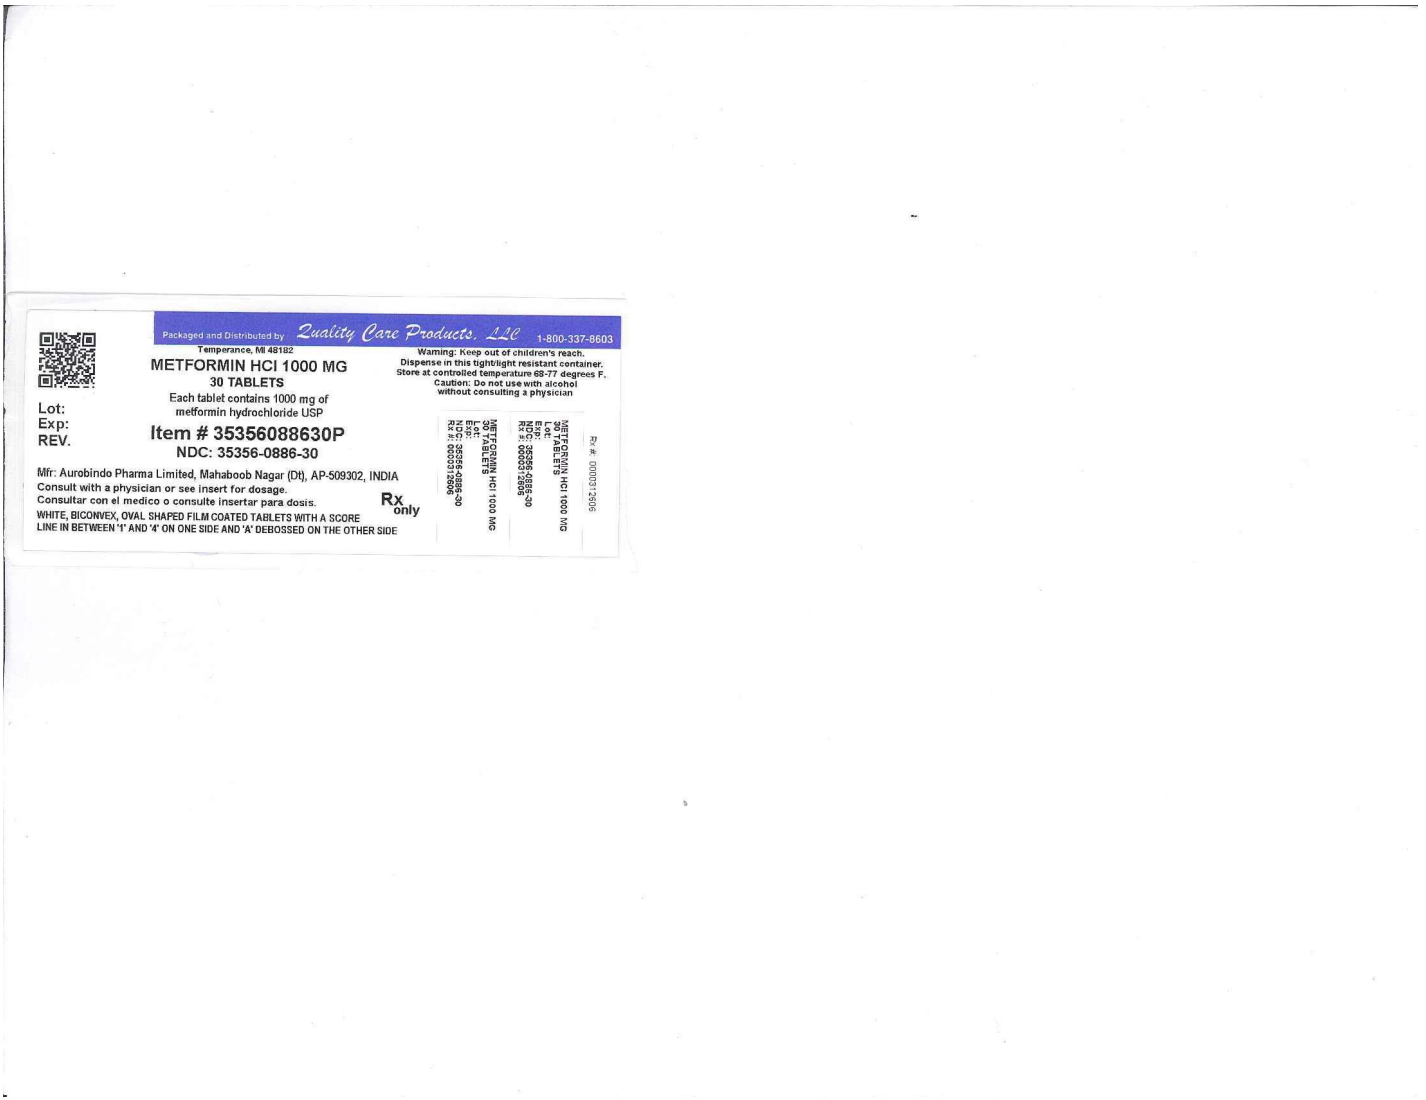 Packaged and Distributed by Quality Care Products, LLC 1-800-337-8603
Temperance, MI 48182
METFORMIN HCl 1000 MG
30 TABLETS
Each tablet contains 1000 mg of
metformin hydrochloride USP
Item # 35356088630P
NDC: 35356-0886-30
Lot:
Exp:
REV.
Warning: Keep out of children's reach.
Dispense in this tight/light resistant container.
Store at controlled temperature 68-77 degrees F.
Caution: Do not use with alcohol
without consulting a physician
Mfr: Aurobindo Pharma Limited, Mahaboob Nagar (Dt), AP-509302, INDIA
Consult with a physician or see insert for dosage.
Consultar con el medico o consulte insertar para dosis.
Rx only
WHITE, BICONVEX, OVAL SHAPED FILM COATED TABLETS WITH A SCORE
LINE IN BETWEEN '1' AND '4' ON ONE SIDE AND 'A' DEBOSSED ON THE OTHER SIDE
METFORMIN HCl 1000 MG
30 TABLETS
Lot:
Exp:
NDC: 35356-0886-30
Rx #: 0000312606
METFORMIN HCl 1000 MG
30 TABLETS
Lot:
Exp:
NDC: 35356-0886-30
Rx #: 0000312606
Rx #: 0000312606